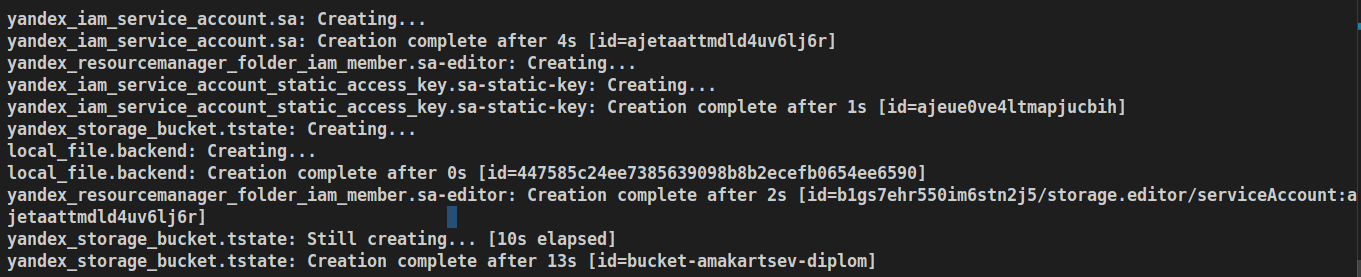 yandex_iam_service_account.sa: Creating...
yandex_iam_service_account.sa: Creation complete after 4s [id=ajetaattmdld4uv6lj6r]
yandex_resourcemanager_folder_iam_member.sa-editor: Creating...
yandex_iam_service_account_static_access_key.sa-static-key: Creating...
yandex_iam_service_account_static_access_key.sa-static-key: Creation complete after 1s [id=ajeue0ve4ltmapjucbih]
yandex_storage_bucket.tstate: Creating...
local_file.backend: Creating...
local_file.backend: Creation complete after 0s [id=447585c24ee7385639098b8b2ecefb0654ee6590]
yandex_resourcemanager_folder_iam_member.sa-editor: Creation complete after 2s [id=b1gs7ehr550im6stn2j5/storage.editor/serviceAccount:a
jetaattmdld4uv6lj6r]
yandex_storage_bucket.tstate: Still creating... [10s elapsed]
yandex_storage_bucket.tstate: Creation complete after 13s [id=bucket-amakartsev-diplom]